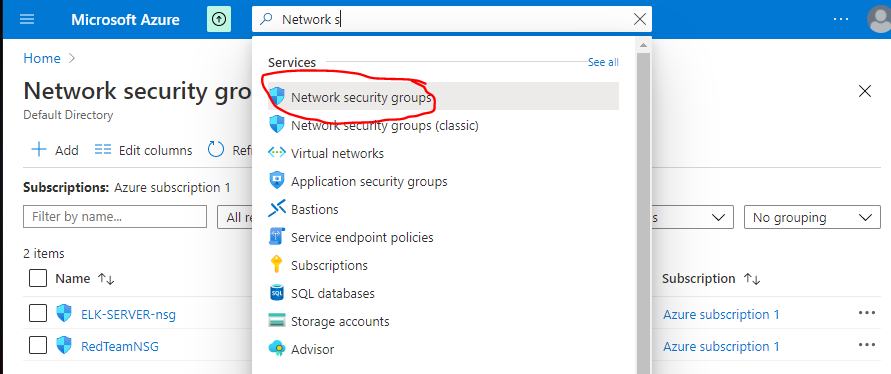 Microsoft Azure
Network s
Home >
Services
See all
Network security gro
Default Directory
Network security groups
Network security groups (classic)
Virtual networks
Application security groups
Bastions
Service endpoint policies
Subscriptions
SQL databases
Storage accounts
Advisor
Add
Edit columns
Refr
Subscriptions: Azure subscription 1
Filter by name...
All re
s
No grouping
2 items
Name
Subscription
ELK-SERVER-nsg
Azure subscription 1
RedTeamNSG
Azure subscription 1